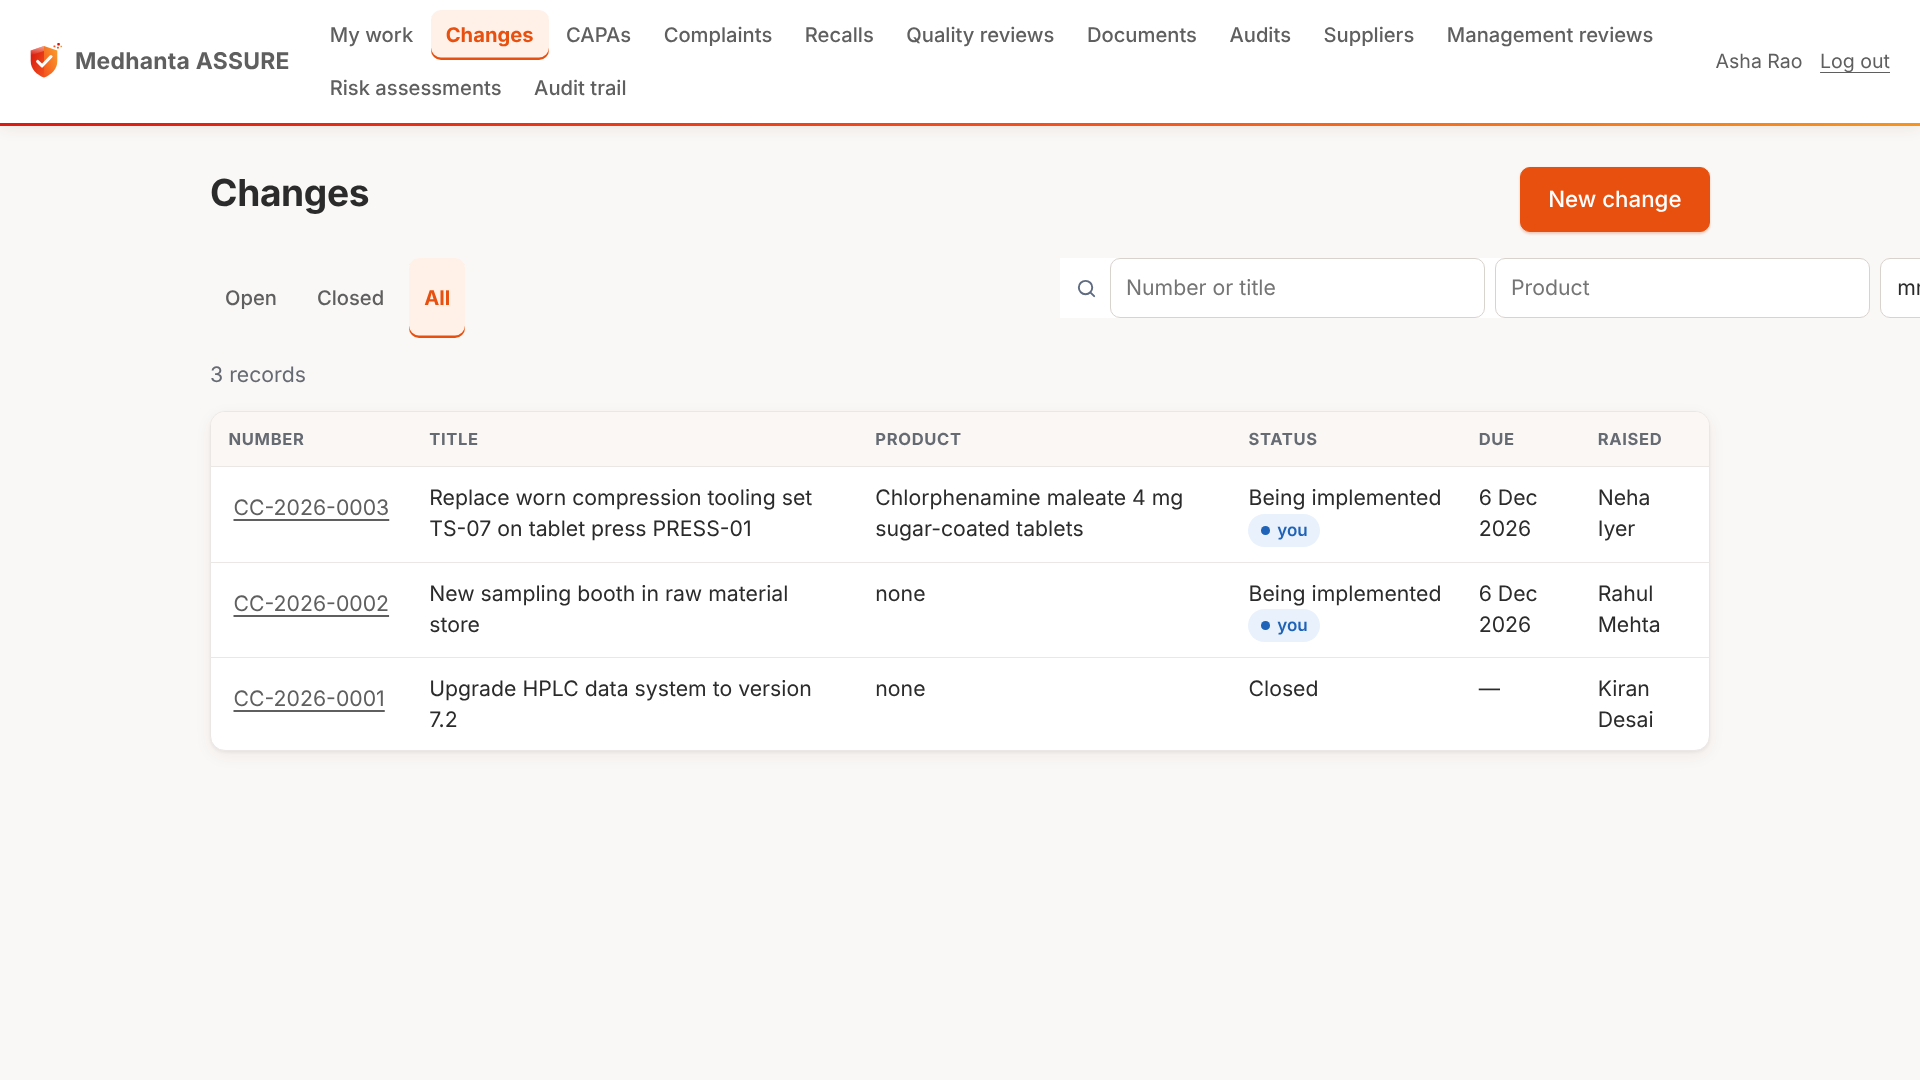 Medhanta ASSURE
My work Changes CAPAs Complaints Recalls Quality reviews Documents Audits Suppliers Management reviews
Risk assessments Audit trail
Asha Rao Log out
Changes
New change
Open Closed All
Number or title
Product
3 records
NUMBER TITLE PRODUCT STATUS DUE RAISED
CC-2026-0003 Replace worn compression tooling set Chlorphenamine maleate 4 mg Being implemented 6 Dec Neha
TS-07 on tablet press PRESS-01 sugar-coated tablets you 2026 Iyer
CC-2026-0002 New sampling booth in raw material none Being implemented 6 Dec Rahul
store you 2026 Mehta
CC-2026-0001 Upgrade HPLC data system to version none Closed — Kiran
7.2 Desai